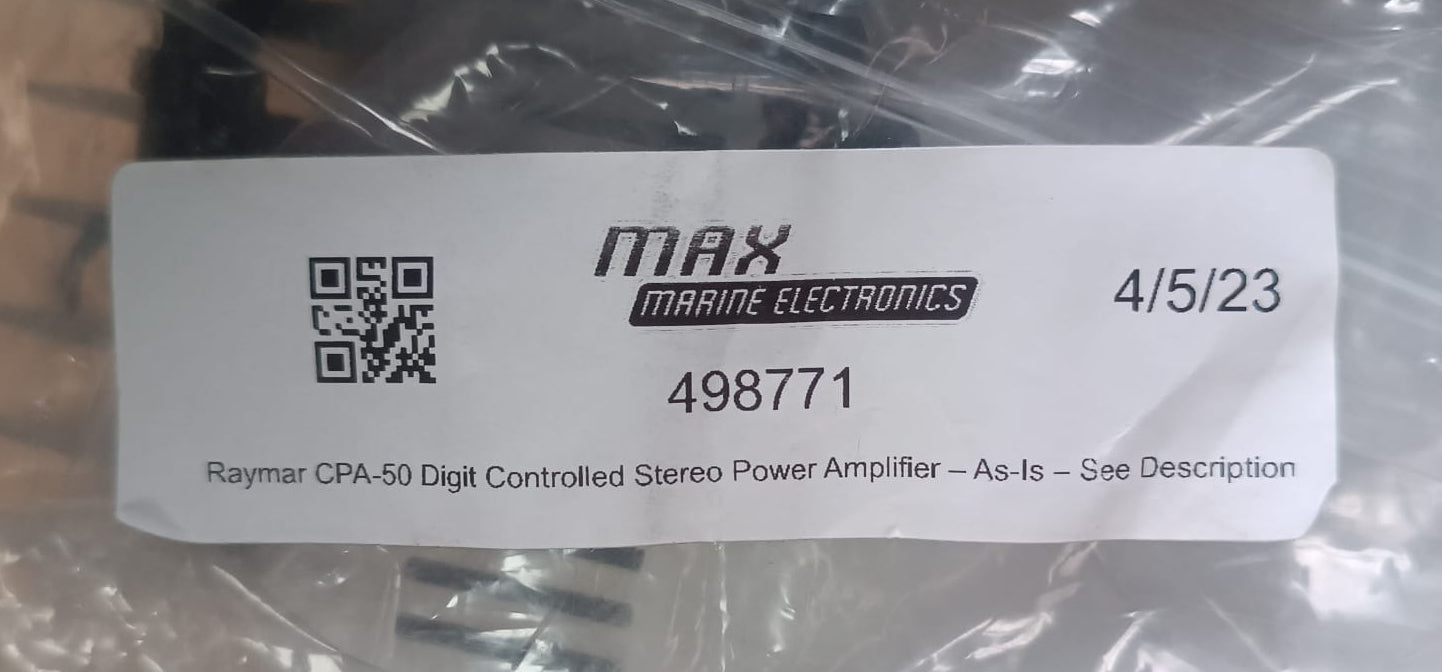 MAX
MARINE ELECTRONICS
4/5/23
498771
Raymar CPA-50 Digit Controlled Stereo Power Amplifier – As-Is – See Description